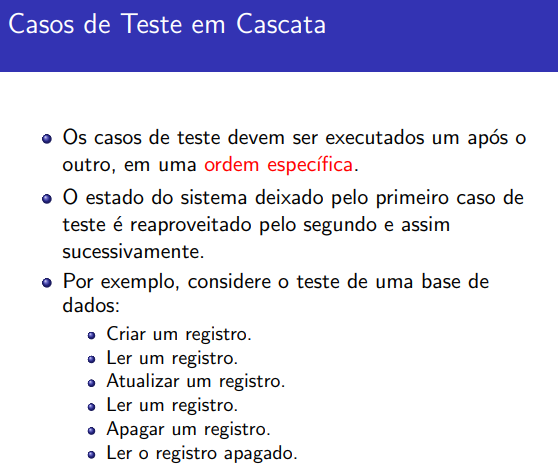 Casos de Teste em Cascata
Os casos de teste devem ser executados um após o
outro, em uma ordem específica.
O estado do sistema deixado pelo primeiro caso de
teste é reaproveitado pelo segundo e assim
sucessivamente.
Por exemplo, considere o teste de uma base de
dados:
Criar um registro.
Ler um registro.
Atualizar um registro.
Ler um registro.
Apagar um registro.
Ler o registro apagado.